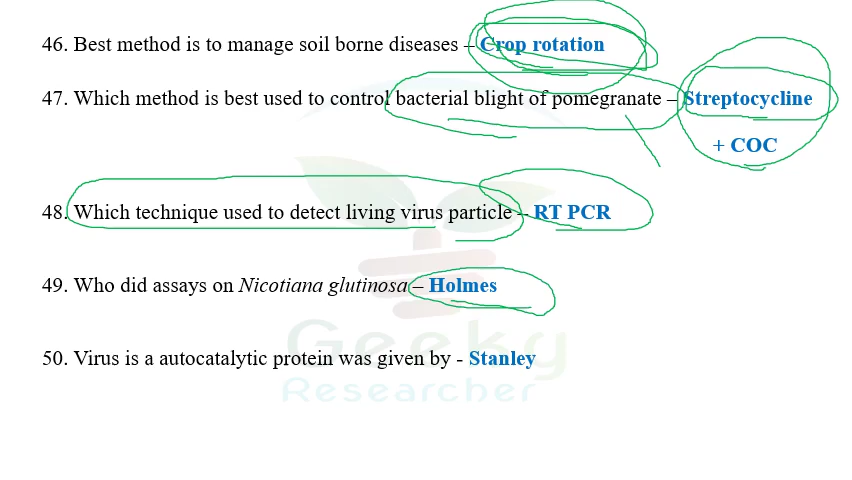 46. Best method is to manage soil borne diseases – Crop rotation
47. Which method is best used to control bacterial blight of pomegranate – Streptocycline
+ COC
48. Which technique used to detect living virus particle – RT PCR
49. Who did assays on Nicotiana glutinosa – Holmes
50. Virus is a autocatalytic protein was given by - Stanley
Geeky
Researcher